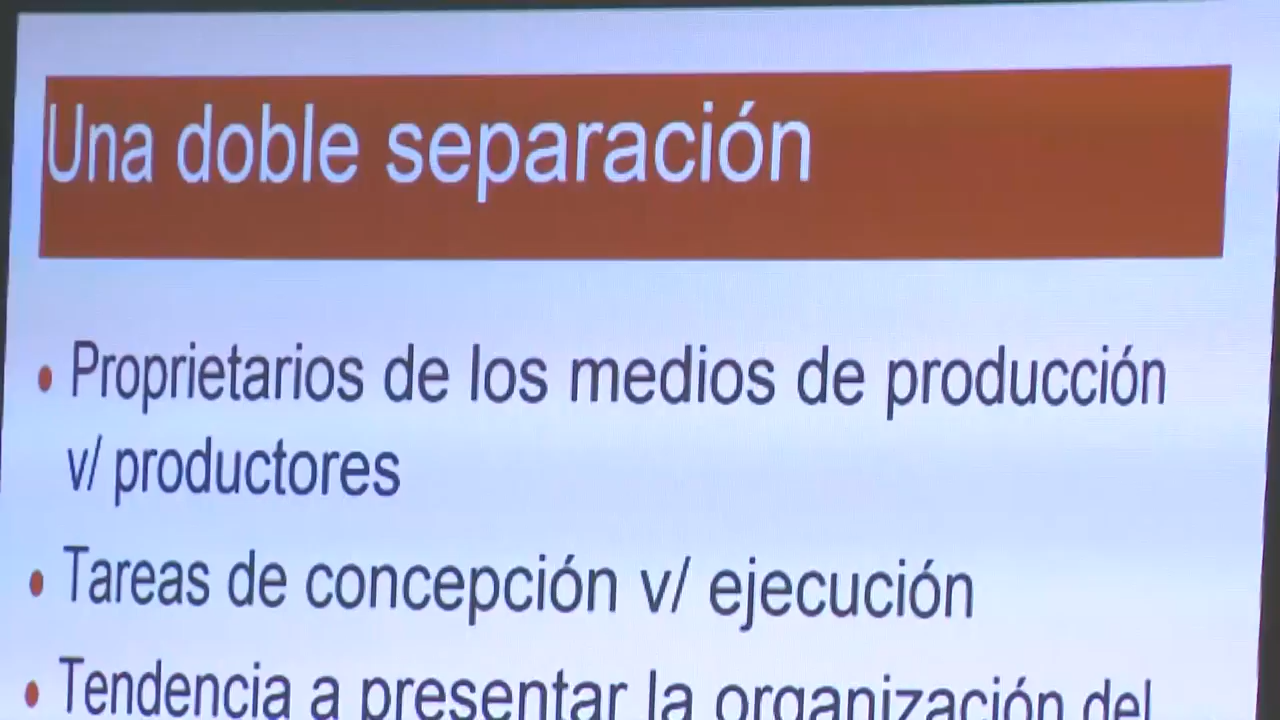 Una doble separación
• Proprietarios de los medios de producción
v/ productores
• Tareas de concepción v/ ejecución
• Tendencia a presentar la organización del